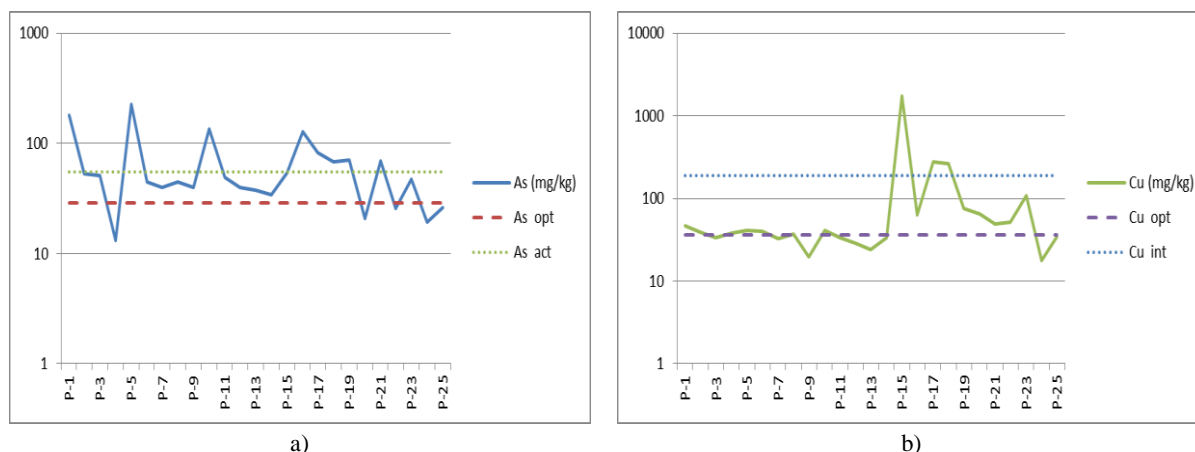 1000
100
10
1
P-1
P-3
P-5
P-7
P-9
P-11
P-13
P-15
P-17
P-19
P-21
P-23
P-25
As (mg/kg)
As opt
As act
a)
10000
1000
100
10
1
P-1
P-3
P-5
P-7
P-9
P-11
P-13
P-15
P-17
P-19
P-21
P-23
P-25
Cu (mg/kg)
Cu opt
Cu int
b)